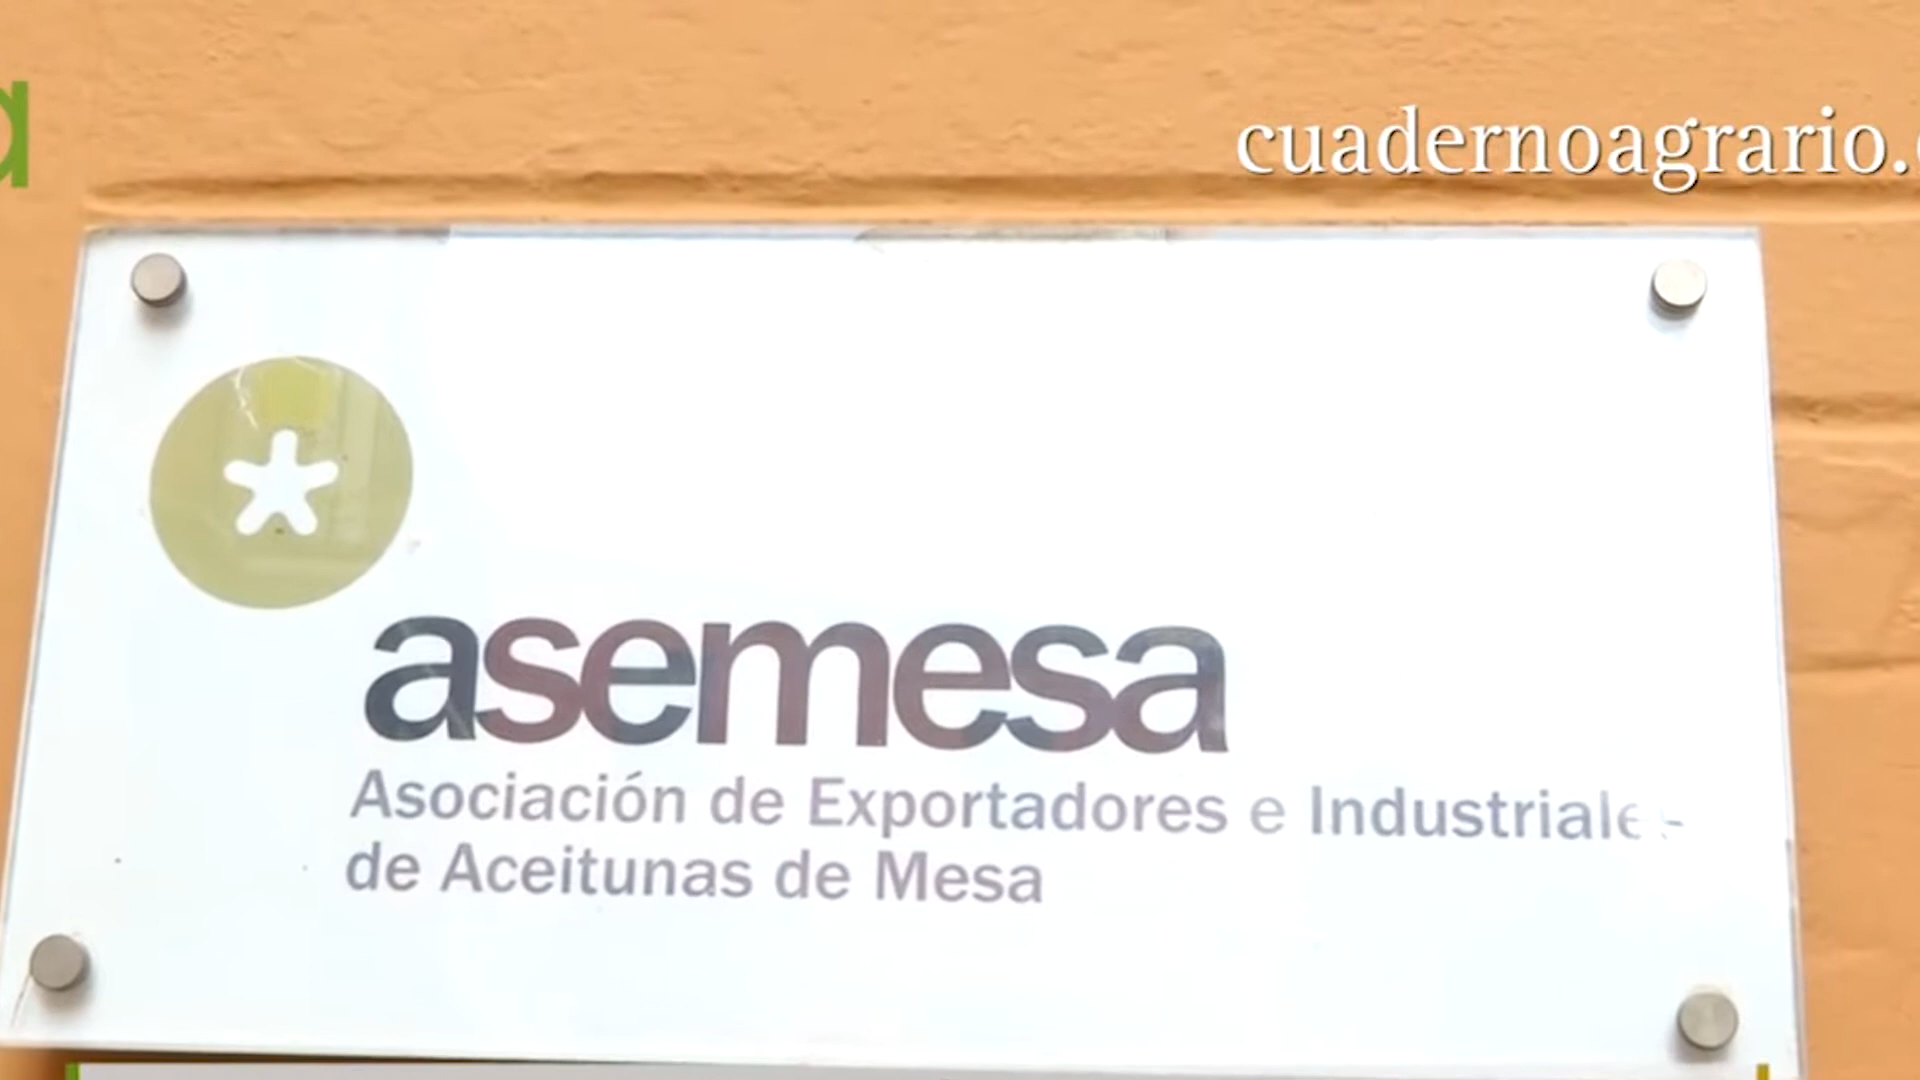 a
cuadernoagrario.
asemesa
Asociación de Exportadores e Industriales
de Aceitunas de Mesa